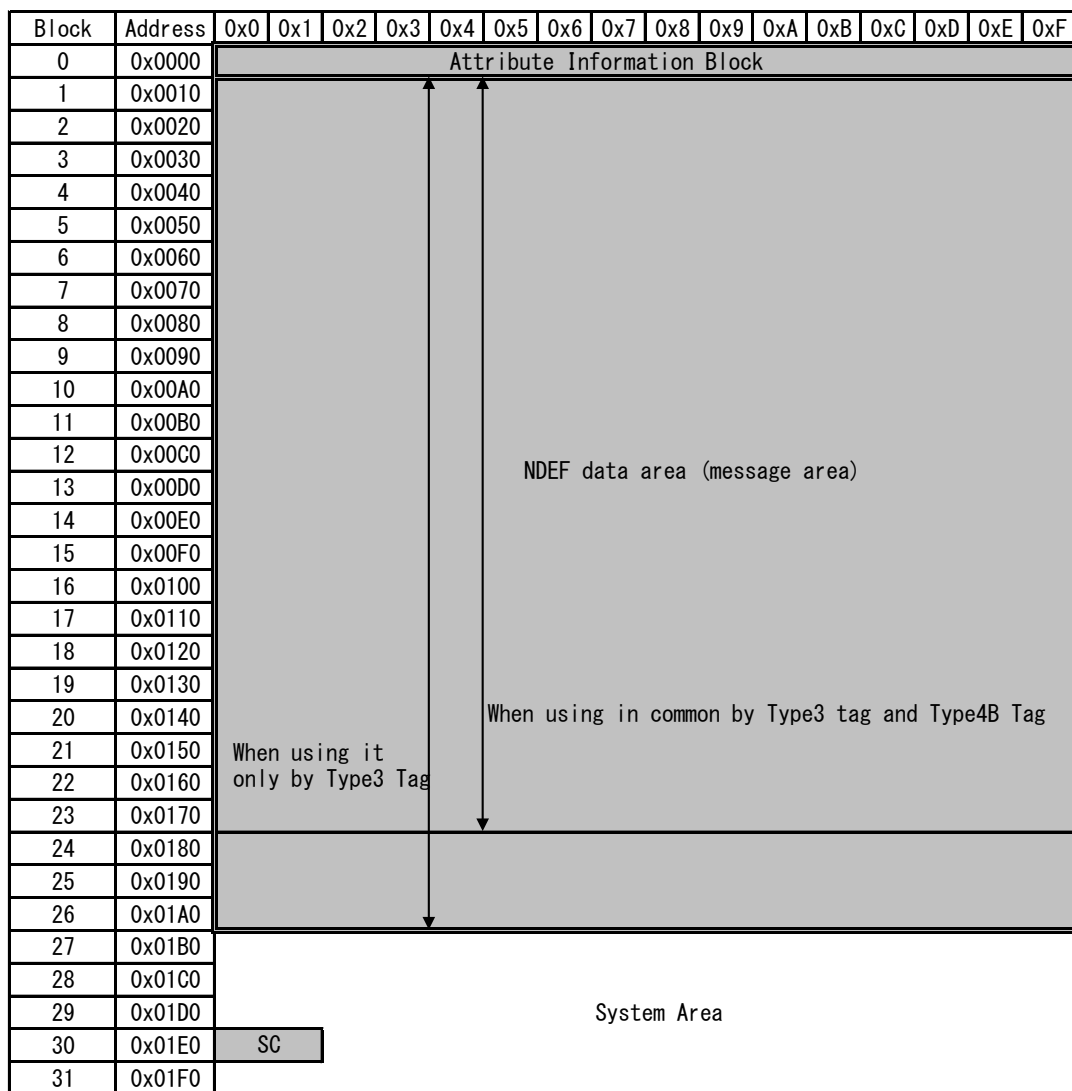 Block Address 0x0 0x1 0x2 0x3 0x4 0x5 0x6 0x7 0x8 0x9 0xA 0xB 0xC 0xD 0xE 0xF
0 0x0000 Attribute Information Block
1 0x0010
2 0x0020
3 0x0030
4 0x0040
5 0x0050
6 0x0060
7 0x0070
8 0x0080
9 0x0090
10 0x00A0
11 0x00B0
12 0x00C0
NDEF data area (message area)
13 0x00D0
14 0x00E0
15 0x00F0
16 0x0100
17 0x0110
18 0x0120
19 0x0130
20 0x0140 When using in common by Type3 tag and Type4B Tag
21 0x0150 When using it
22 0x0160 only by Type3 Tag
23 0x0170
24 0x0180
25 0x0190
26 0x01A0
27 0x01B0
28 0x01C0
29 0x01D0 System Area
30 0x01E0 SC
31 0x01F0